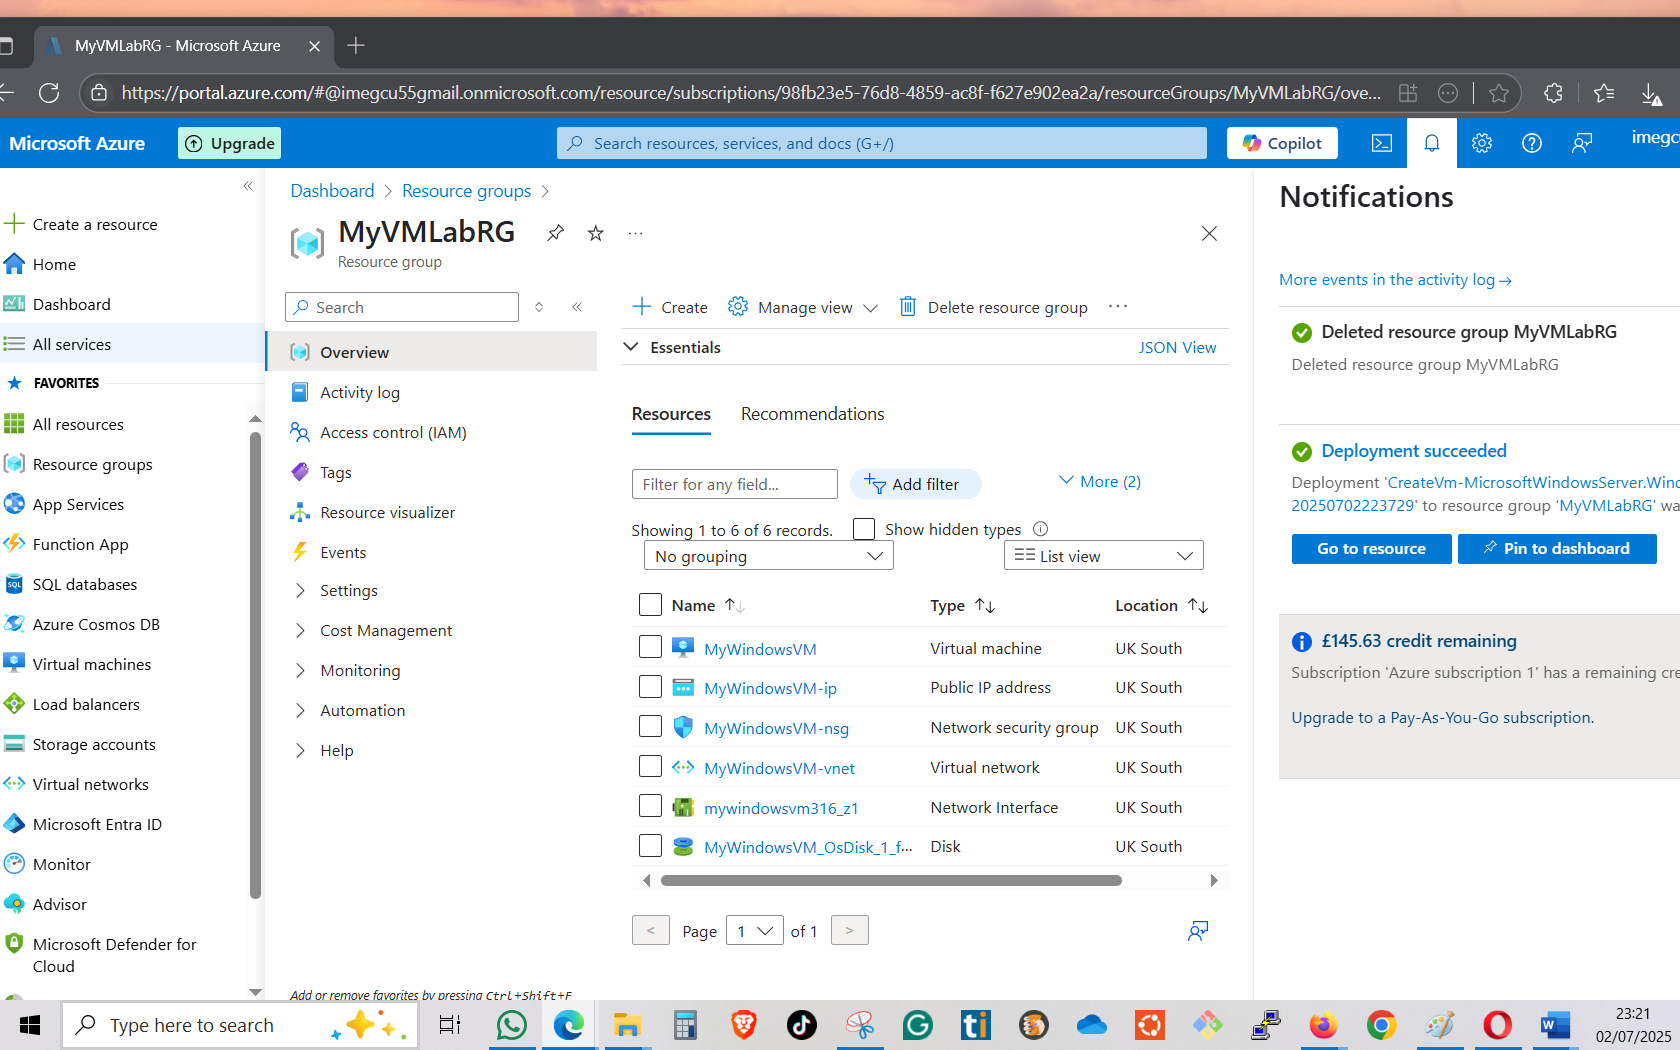 MyVMLabRG - Microsoft Azure
https://portal.azure.com/#@imegcu55gmail.onmicrosoft.com/resource/subscriptions/98fb23e5-76d8-4859-ac8f-f627e902ea2a/resourceGroups/MyVMLabRG/ove...
Microsoft Azure
Upgrade
Search resources, services, and docs (G+/)
Copilot
imegc
Create a resource
Home
Dashboard
All services
FAVORITES
All resources
Resource groups
App Services
Function App
SQL databases
Azure Cosmos DB
Virtual machines
Load balancers
Storage accounts
Virtual networks
Microsoft Entra ID
Monitor
Advisor
Microsoft Defender for
Cloud
Dashboard > Resource groups >
MyVMLabRG
Resource group
Search
Overview
Activity log
Access control (IAM)
Tags
Resource visualizer
Events
Settings
Cost Management
Monitoring
Automation
Help
Add or remove favorites by pressing Ctrl+Shift+F
Create
Manage view
Delete resource group
Essentials
JSON View
Resources
Recommendations
Filter for any field...
Add filter
More (2)
Showing 1 to 6 of 6 records.
Show hidden types
No grouping
List view
Name Type Location
MyWindowsVM Virtual machine UK South
MyWindowsVM-ip Public IP address UK South
MyWindowsVM-nsg Network security group UK South
MyWindowsVM-vnet Virtual network UK South
mywindowsvm316_z1 Network Interface UK South
MyWindowsVM_OsDisk_1_f... Disk UK South
< Page 1 of 1 >
Notifications
More events in the activity log→
Deleted resource group MyVMLabRG
Deleted resource group MyVMLabRG
Deployment succeeded
Deployment 'CreateVm-MicrosoftWindowsServer.Wind
20250702223729' to resource group 'MyVMLabRG' wa
Go to resource
Pin to dashboard
£145.63 credit remaining
Subscription 'Azure subscription 1' has a remaining cre
Upgrade to a Pay-As-You-Go subscription.
Type here to search
23:21
02/07/2025